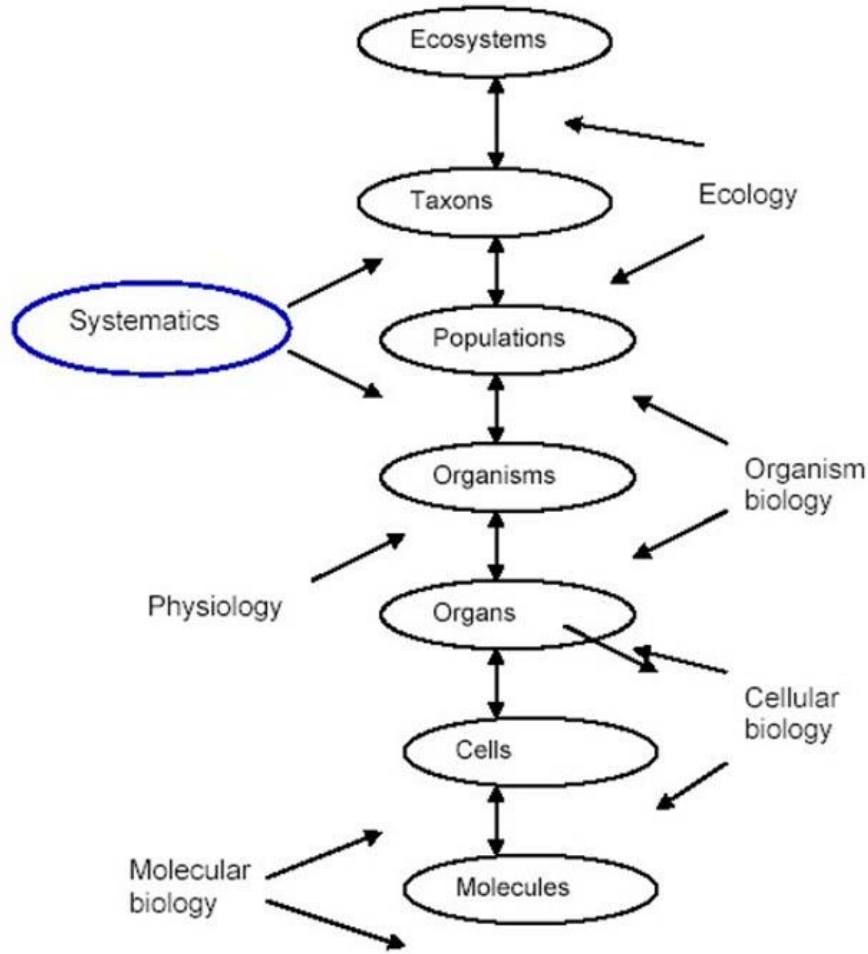 Ecosystems
Taxons
Ecology
Systematics
Populations
Organisms
Organism
biology
Physiology
Organs
Cellular
biology
Cells
Molecular
biology
Molecules